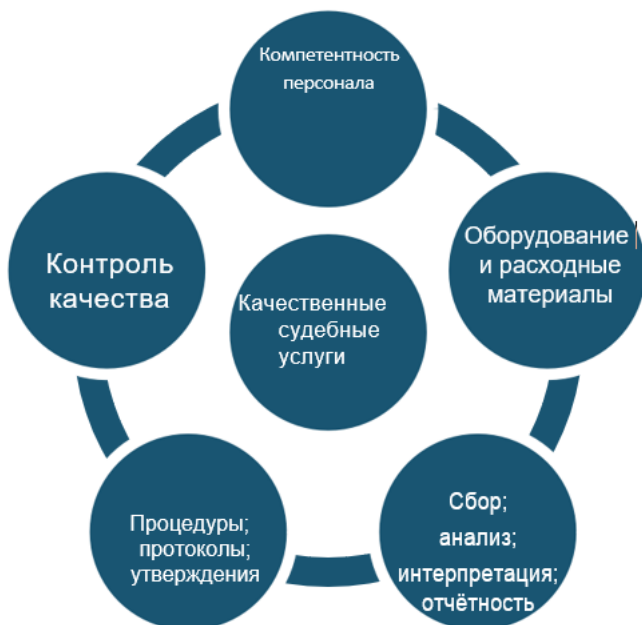 Компетентность
персонала
Оборудование
и расходные
материалы
Контроль
качества
Качественные
судебные
услуги
Процедуры;
протоколы;
утверждения
Сбор;
анализ;
интерпретация;
отчётность